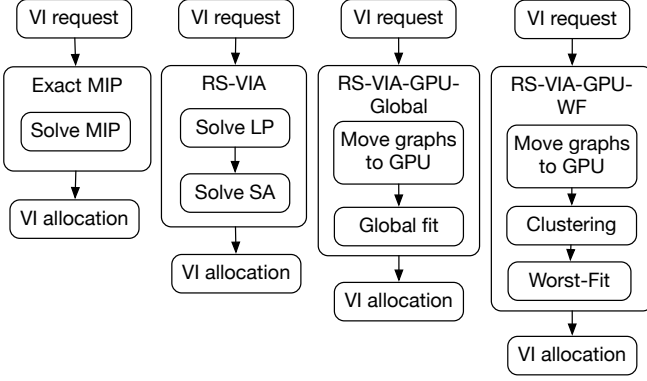 VI request
Exact MIP
Solve MIP
VI allocation
VI request
RS-VIA
Solve LP
Solve SA
VI allocation
VI request
RS-VIA-GPU-
Global
Move graphs
to GPU
Global fit
VI allocation
VI request
RS-VIA-GPU-
WF
Move graphs
to GPU
Clustering
Worst-Fit
VI allocation